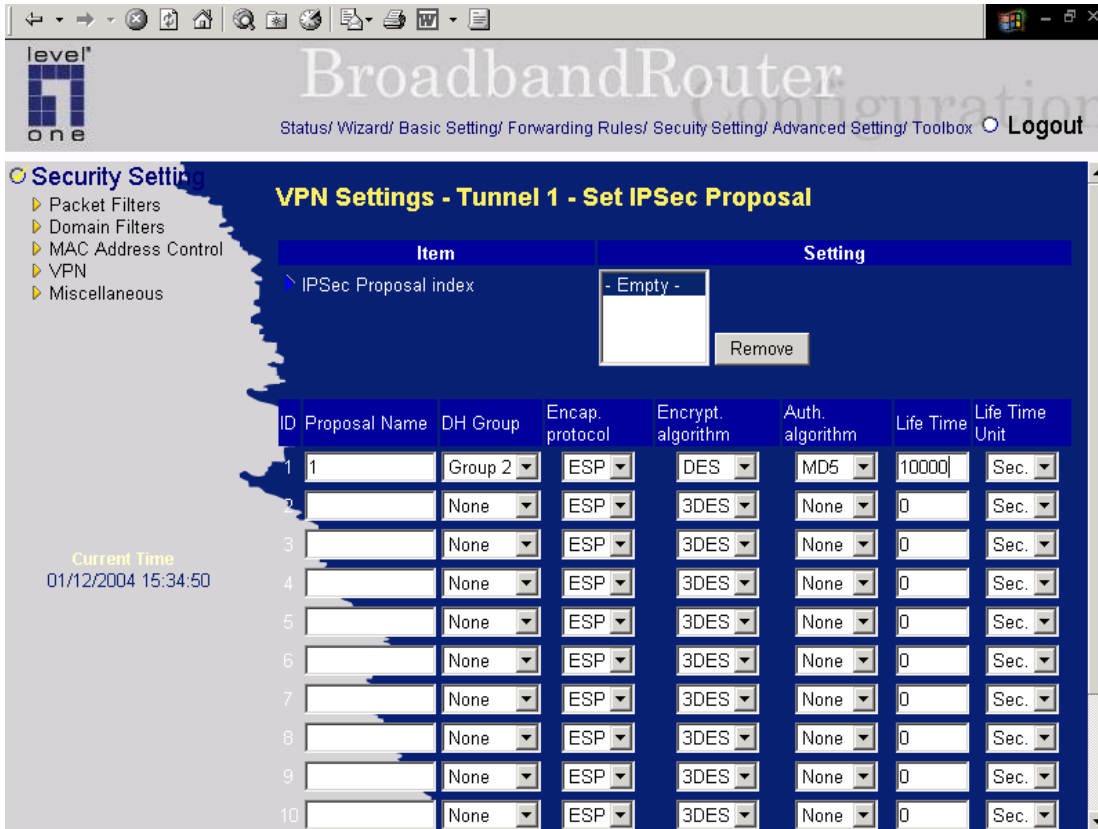 level
one
BroadbandRouter
Configuration
Status/ Wizard/ Basic Setting/ Forwarding Rules/ Secuity Setting/ Advanced Setting/ Toolbox Logout
Security Setting
Packet Filters
Domain Filters
MAC Address Control
VPN
Miscellaneous
Current Time
01/12/2004 15:34:50
VPN Settings - Tunnel 1 - Set IPSec Proposal
Item Setting
IPSec Proposal index - Empty -
Remove
ID Proposal Name DH Group Encap. protocol Encrypt. algorithm Auth. algorithm Life Time Life Time Unit
1 1 Group 2 ESP DES MD5 10000 Sec.
2 None ESP 3DES None 0 Sec.
3 None ESP 3DES None 0 Sec.
4 None ESP 3DES None 0 Sec.
5 None ESP 3DES None 0 Sec.
6 None ESP 3DES None 0 Sec.
7 None ESP 3DES None 0 Sec.
8 None ESP 3DES None 0 Sec.
9 None ESP 3DES None 0 Sec.
10 None ESP 3DES None 0 Sec.